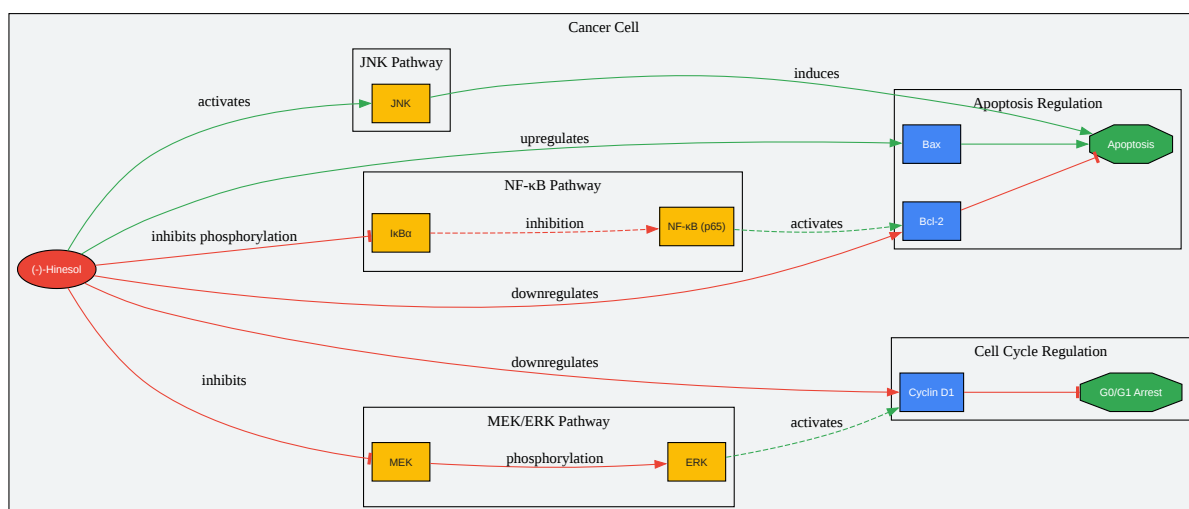 Cancer Cell
JNK Pathway
JNK
activates
induces
Apoptosis Regulation
upregulates
Bax
Apoptosis
NF-κB Pathway
IκBα
inhibition
NF-κB (p65)
activates
Bcl-2
inhibits phosphorylation
(-)-Hinesol
downregulates
downregulates
Cell Cycle Regulation
inhibits
Cyclin D1
G0/G1 Arrest
MEK/ERK Pathway
activates
MEK
phosphorylation
ERK